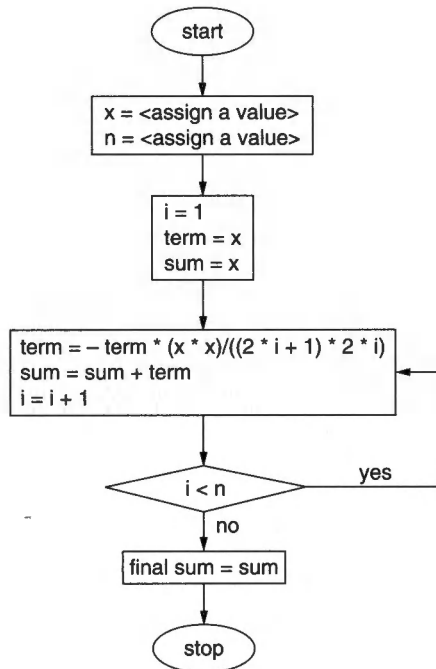 start
x = <assign a value>
n = <assign a value>
i = 1
term = x
sum = x
term = – term * (x * x)/((2 * i + 1) * 2 * i)
sum = sum + term
i = i + 1
i < n
yes
no
final sum = sum
stop